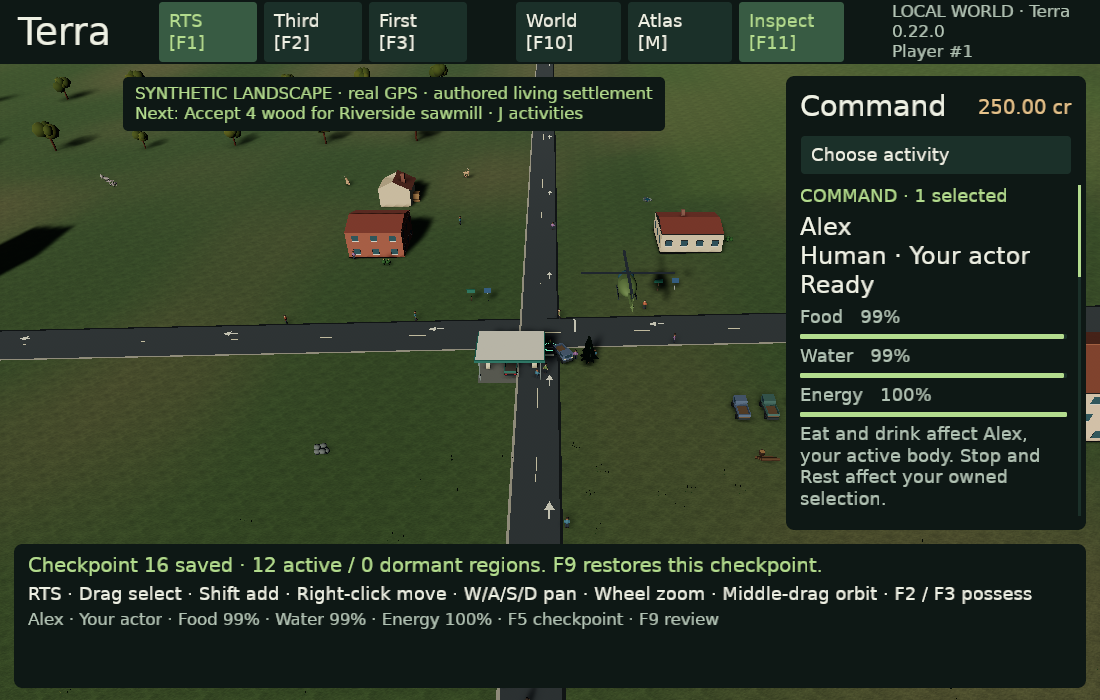 Terra
RTS
[F1]
Third
[F2]
First
[F3]
World
[F10]
Atlas
[M]
Inspect
[F11]
LOCAL WORLD · Terra
0.22.0
Player #1
SYNTHETIC LANDSCAPE · real GPS · authored living settlement
Next: Accept 4 wood for Riverside sawmill · J activities
Command 250.00 cr
Choose activity
COMMAND · 1 selected
Alex
Human · Your actor
Ready
Food 99%
Water 99%
Energy 100%
Eat and drink affect Alex,
your active body. Stop and
Rest affect your owned
selection.
Checkpoint 16 saved · 12 active / 0 dormant regions. F9 restores this checkpoint.
RTS · Drag select · Shift add · Right-click move · W/A/S/D pan · Wheel zoom · Middle-drag orbit · F2 / F3 possess
Alex · Your actor · Food 99% · Water 99% · Energy 100% · F5 checkpoint · F9 review